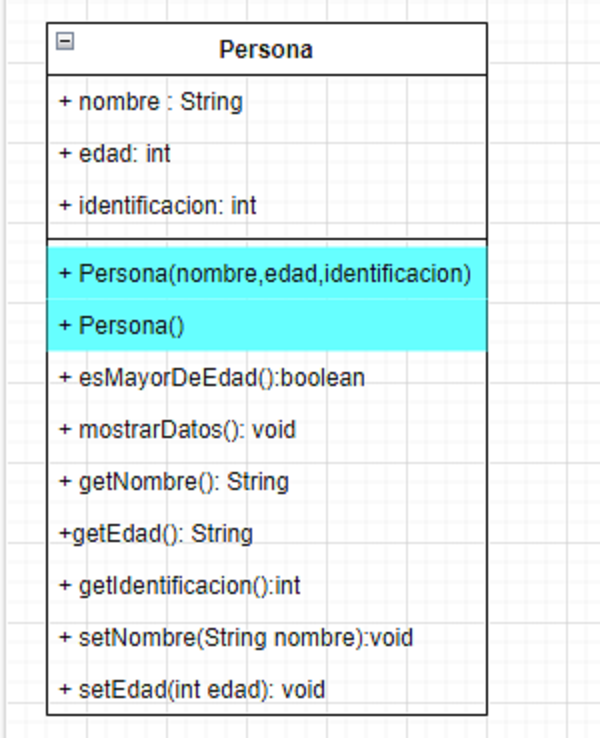 Persona
+ nombre : String
+ edad: int
+ identificacion: int
+ Persona(nombre,edad,identificacion)
+ Persona()
+ esMayorDeEdad():boolean
+ mostrarDatos(): void
+ getNombre(): String
+getEdad(): String
+ getIdentificacion():int
+ setNombre(String nombre):void
+ setEdad(int edad): void